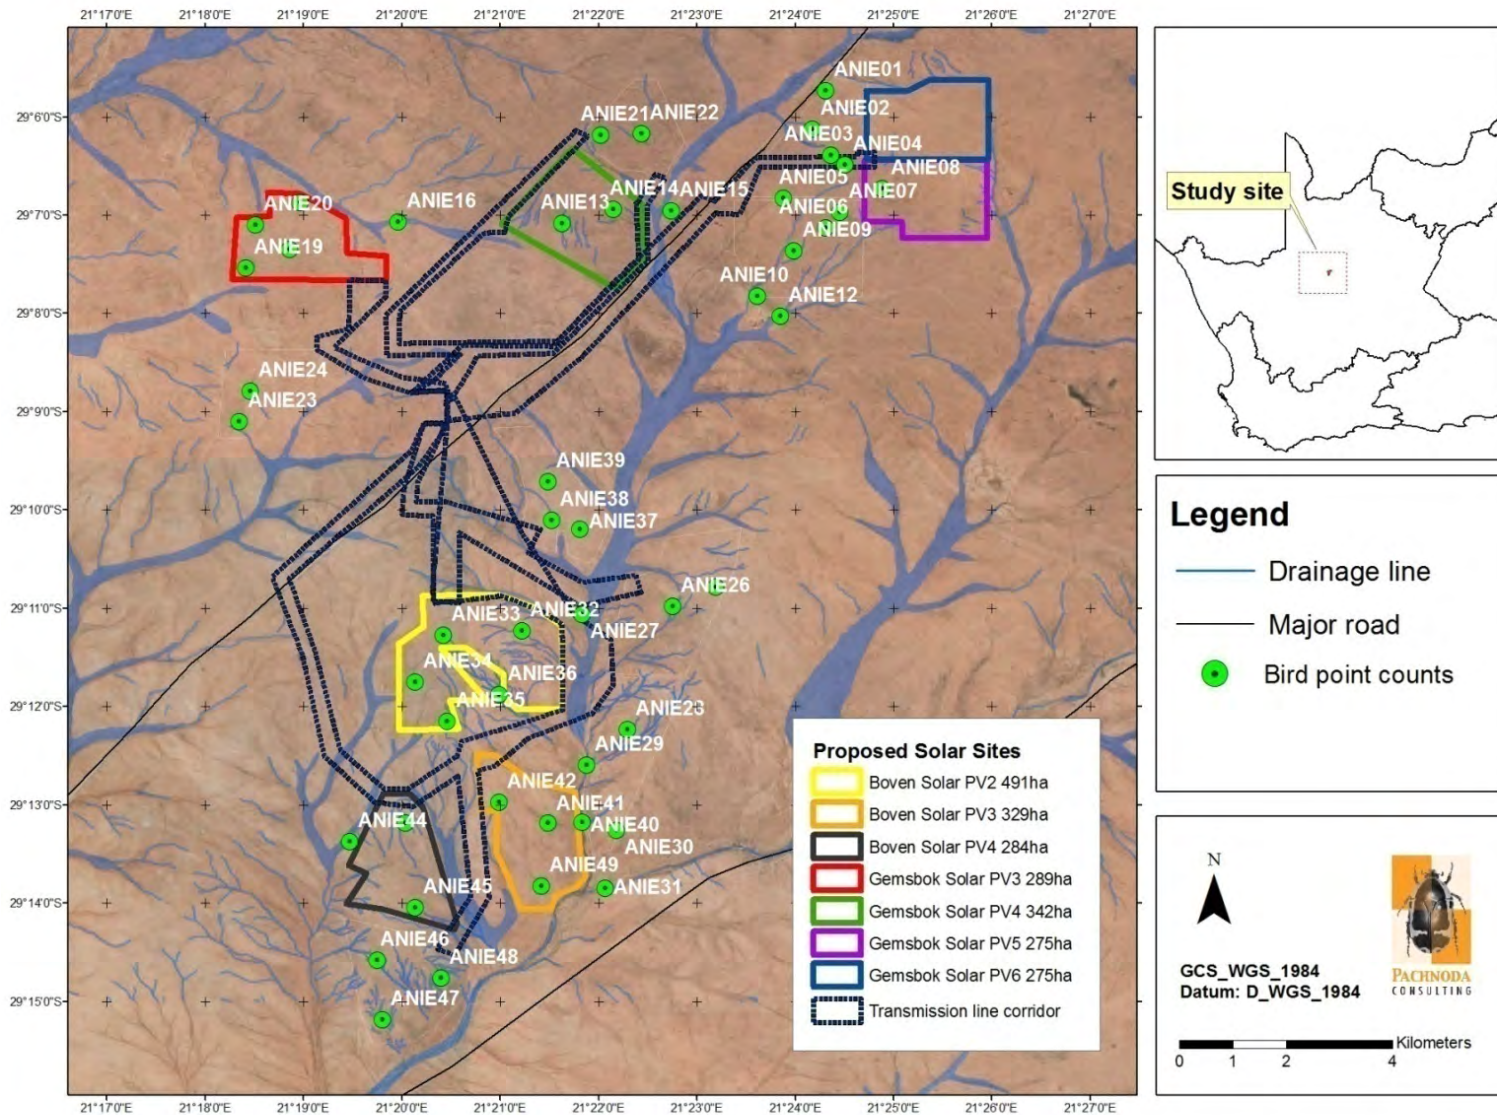 21°17'0"E 21°18'0"E 21°19'0"E 21°20'0"E 21°21'0"E 21°22'0"E 21°23'0"E 21°24'0"E 21°25'0"E 21°26'0"E 21°27'0"E
29°6'0"S
29°7'0"S
29°8'0"S
29°9'0"S
29°10'0"S
29°11'0"S
29°12'0"S
29°13'0"S
29°14'0"S
29°15'0"S
ANIE01
ANIE02
ANIE21 ANIE22
ANIE03
ANIE04
ANIE08
ANIE05
ANIE07
ANIE14 ANIE15
ANIE13
ANIE16
ANIE20
ANIE06
ANIE09
ANIE19
ANIE10
ANIE12
ANIE24
ANIE23
ANIE39
ANIE38
ANIE37
ANIE26
ANIE33 ANIE32
ANIE27
ANIE34
ANIE36
ANIE35
ANIE28
ANIE29
ANIE42
ANIE41
ANIE40
ANIE44
ANIE30
ANIE49
ANIE45
ANIE31
ANIE46
ANIE48
ANIE47
21°17'0"E 21°18'0"E 21°19'0"E 21°20'0"E 21°21'0"E 21°22'0"E 21°23'0"E 21°24'0"E 21°25'0"E 21°26'0"E 21°27'0"E
Proposed Solar Sites
Boven Solar PV2 491ha
Boven Solar PV3 329ha
Boven Solar PV4 284ha
Gemsbok Solar PV3 289ha
Gemsbok Solar PV4 342ha
Gemsbok Solar PV5 275ha
Gemsbok Solar PV6 275ha
Transmission line corridor
Study site
Legend
Drainage line
Major road
Bird point counts
N
GCS_WGS_1984
Datum: D_WGS_1984
PACHNODA
CONSULTING
Kilometers
0 1 2 4